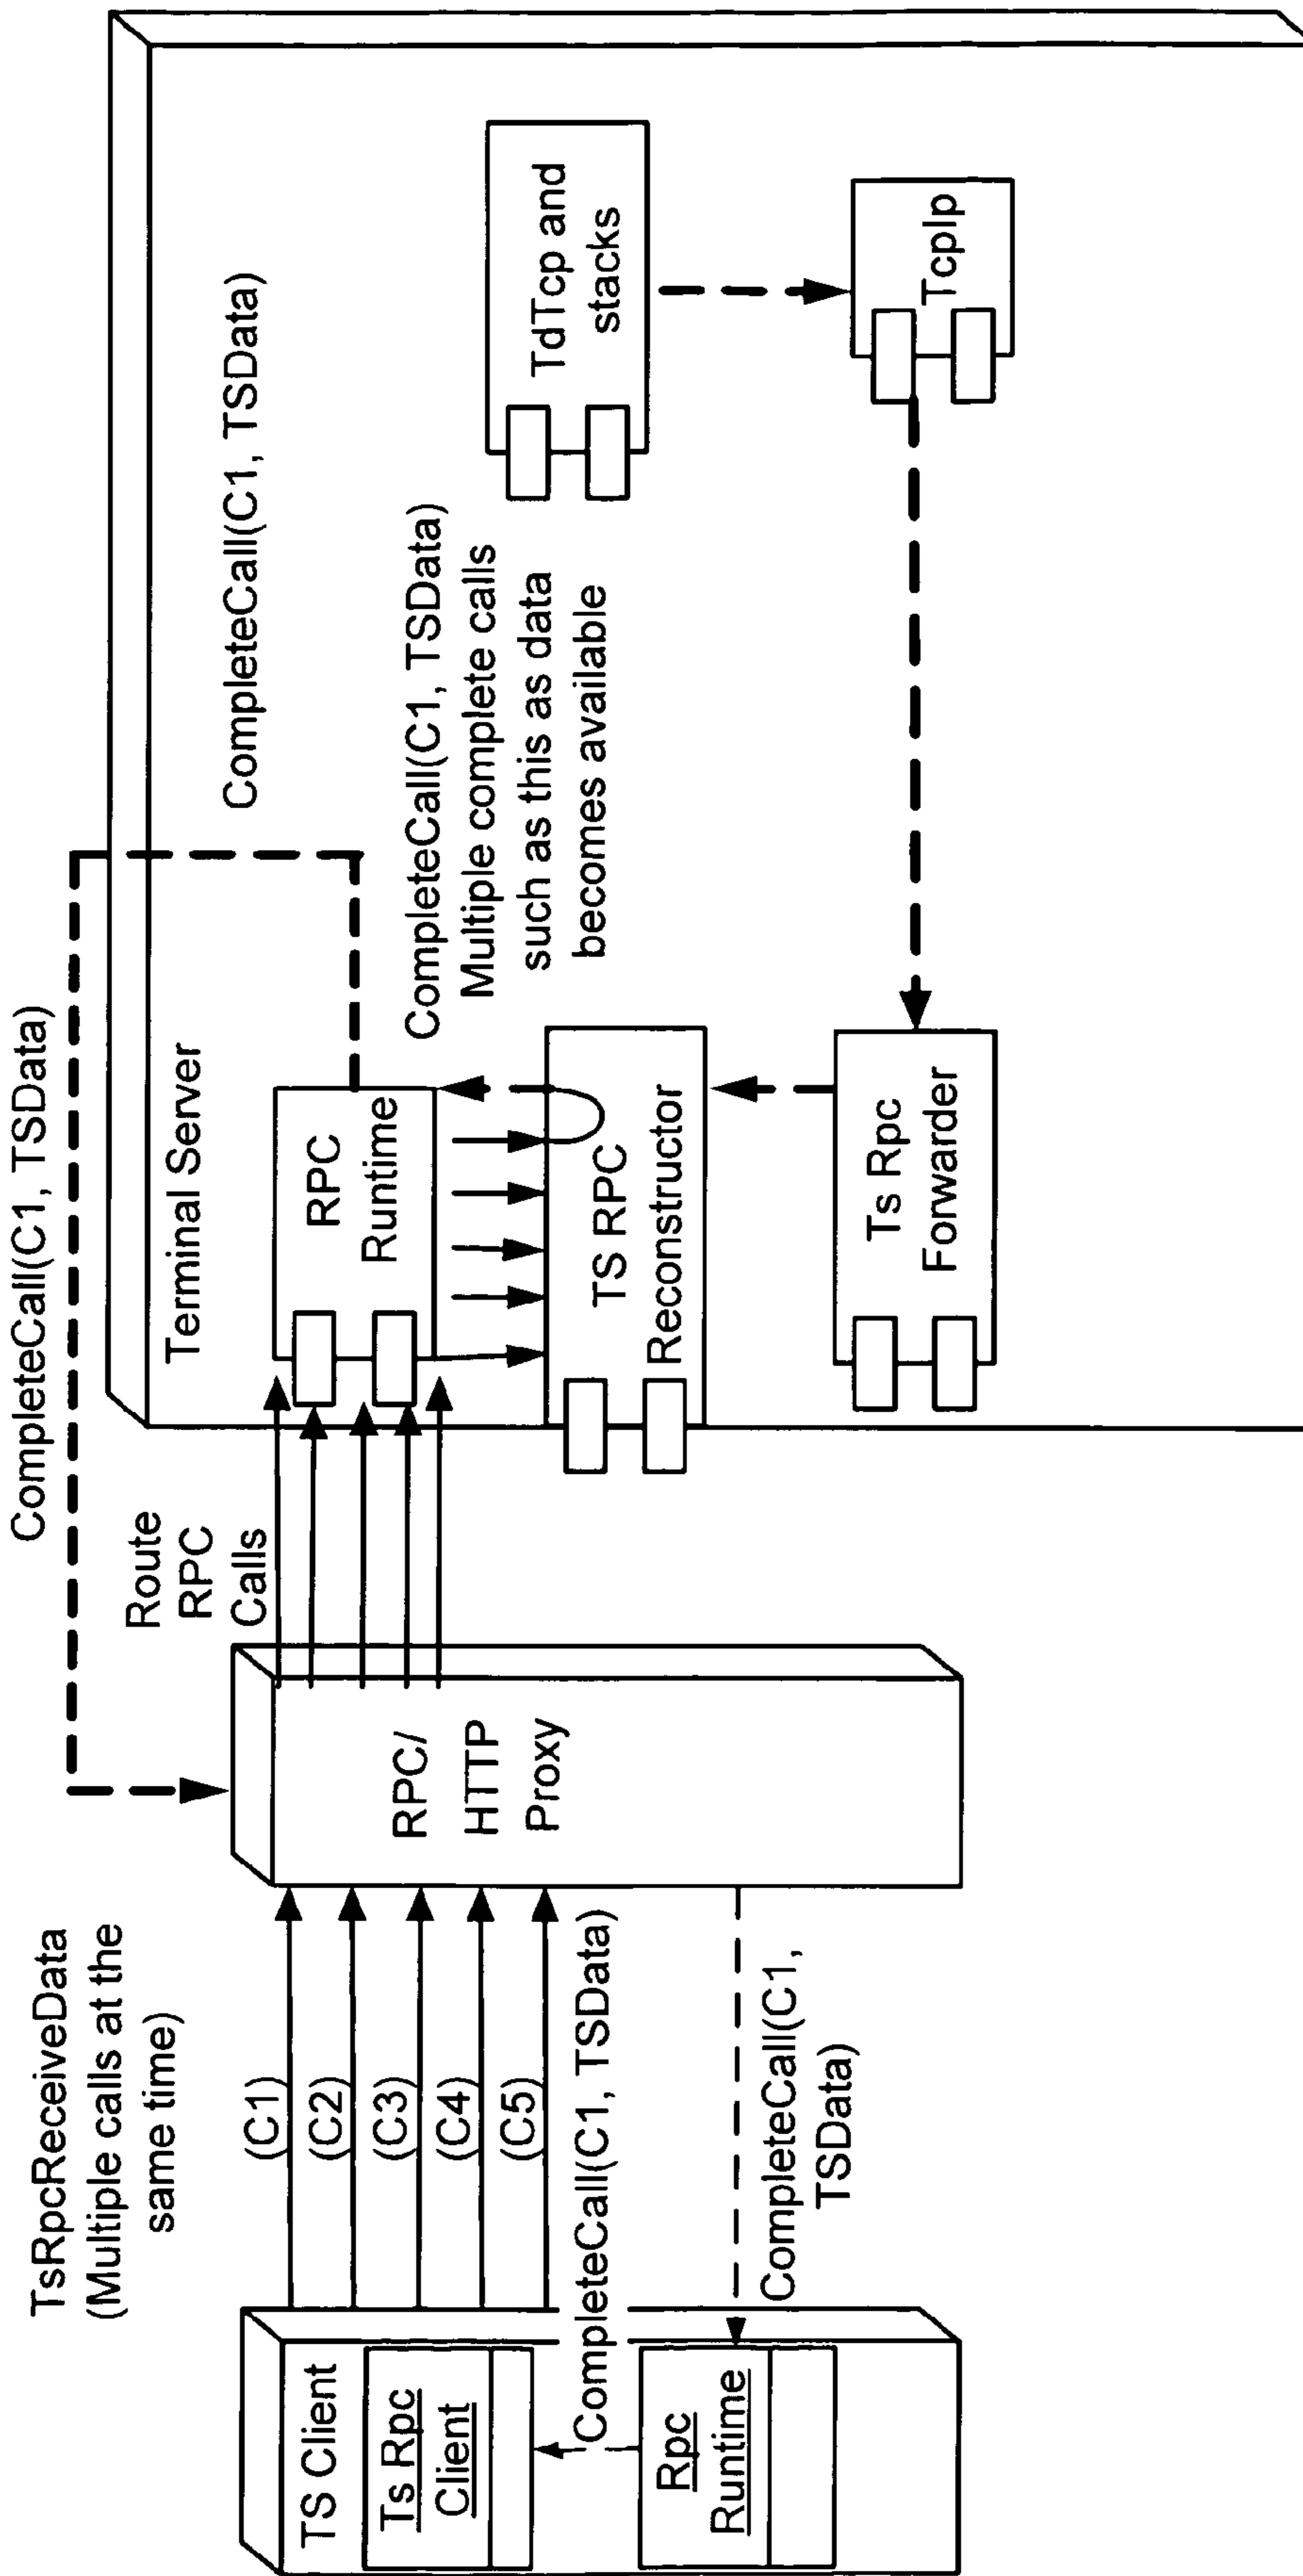 TsRpcReceiveData
(Multiple calls at the
same time)
CompleteCall(C1, TSData)
TS Client
Ts Rpc
Client
Rpc
Runtime
(C1)
(C2)
(C3)
(C4)
(C5)
CompleteCall(C1, TSData)
CompleteCall(C1,
TSData)
RPC/
HTTP
Proxy
Route
RPC
Calls
Terminal Server
RPC
Runtime
CompleteCall(C1, TSData)
CompleteCall(C1, TSData)
Multiple complete calls
such as this as data
becomes available
TS RPC
Reconstructor
Ts Rpc
Forwarder
TdTcp and
stacks
TcpIp